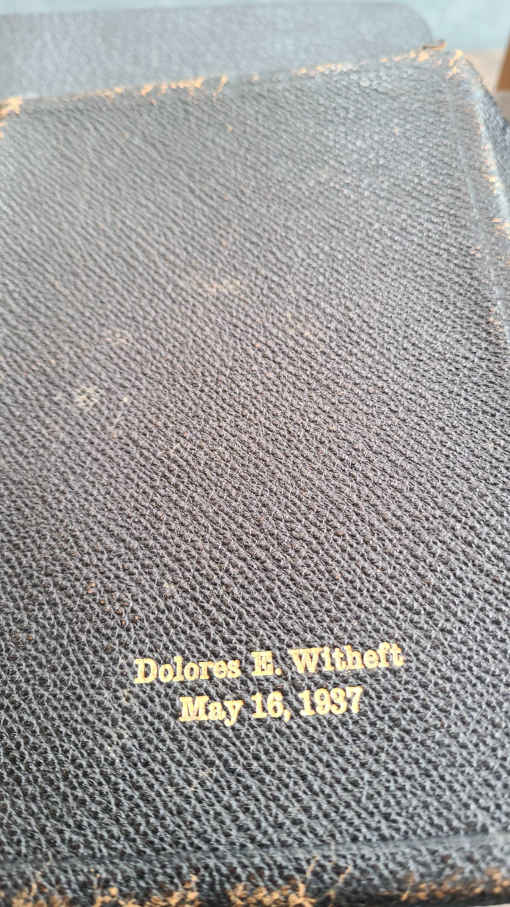 Dolores E. Witheft
May 16, 1937